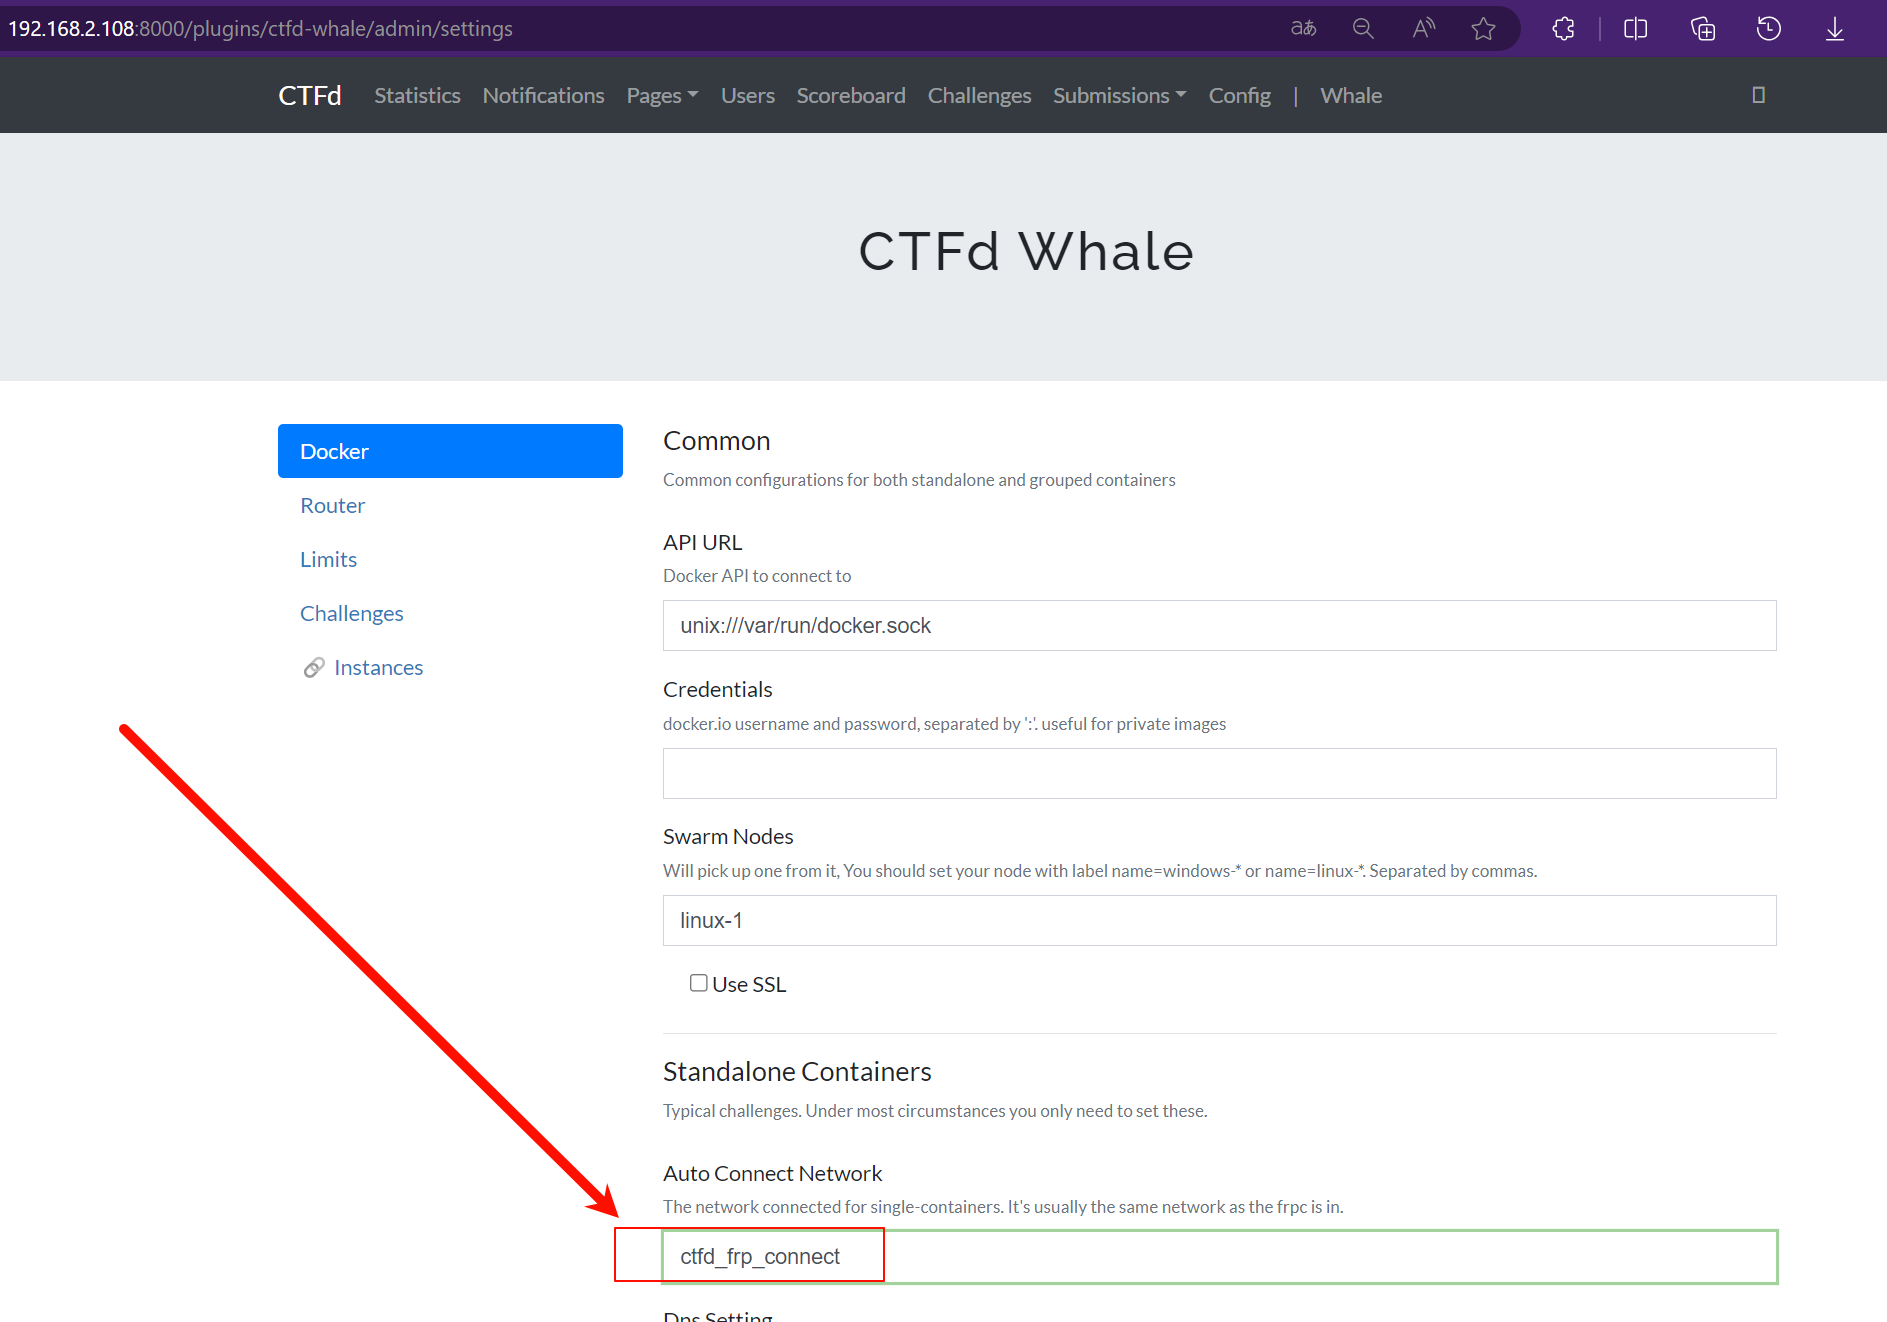 192.168.2.108:8000/plugins/ctfd-whale/admin/settings
CTFd Statistics Notifications Pages Users Scoreboard Challenges Submissions Config | Whale
CTFd Whale
Docker
Router
Limits
Challenges
Instances
Common
Common configurations for both standalone and grouped containers
API URL
Docker API to connect to
unix:///var/run/docker.sock
Credentials
docker.io username and password, separated by ':'. useful for private images
Swarm Nodes
Will pick up one from it, You should set your node with label name=windows-* or name=linux-*. Separated by commas.
linux-1
Use SSL
Standalone Containers
Typical challenges. Under most circumstances you only need to set these.
Auto Connect Network
The network connected for single-containers. It's usually the same network as the frpc is in.
ctfd_frp_connect
Dns Setting